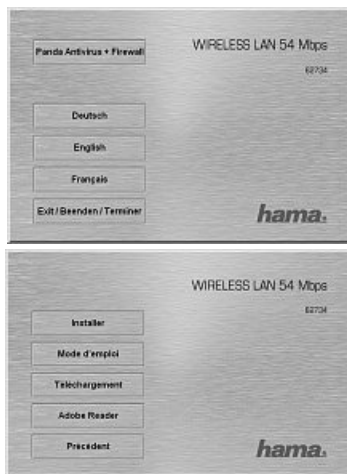 Panda Antivirus + Firewall
WIRELESS LAN 54 Mbps
62734
Deutsch
English
Français
Exit / Beenden / Terminer
hama.
WIRELESS LAN 54 Mbps
62734
Installer
Mode d'emploi
Téléchargement
Adobe Reader
Précédent
hama.